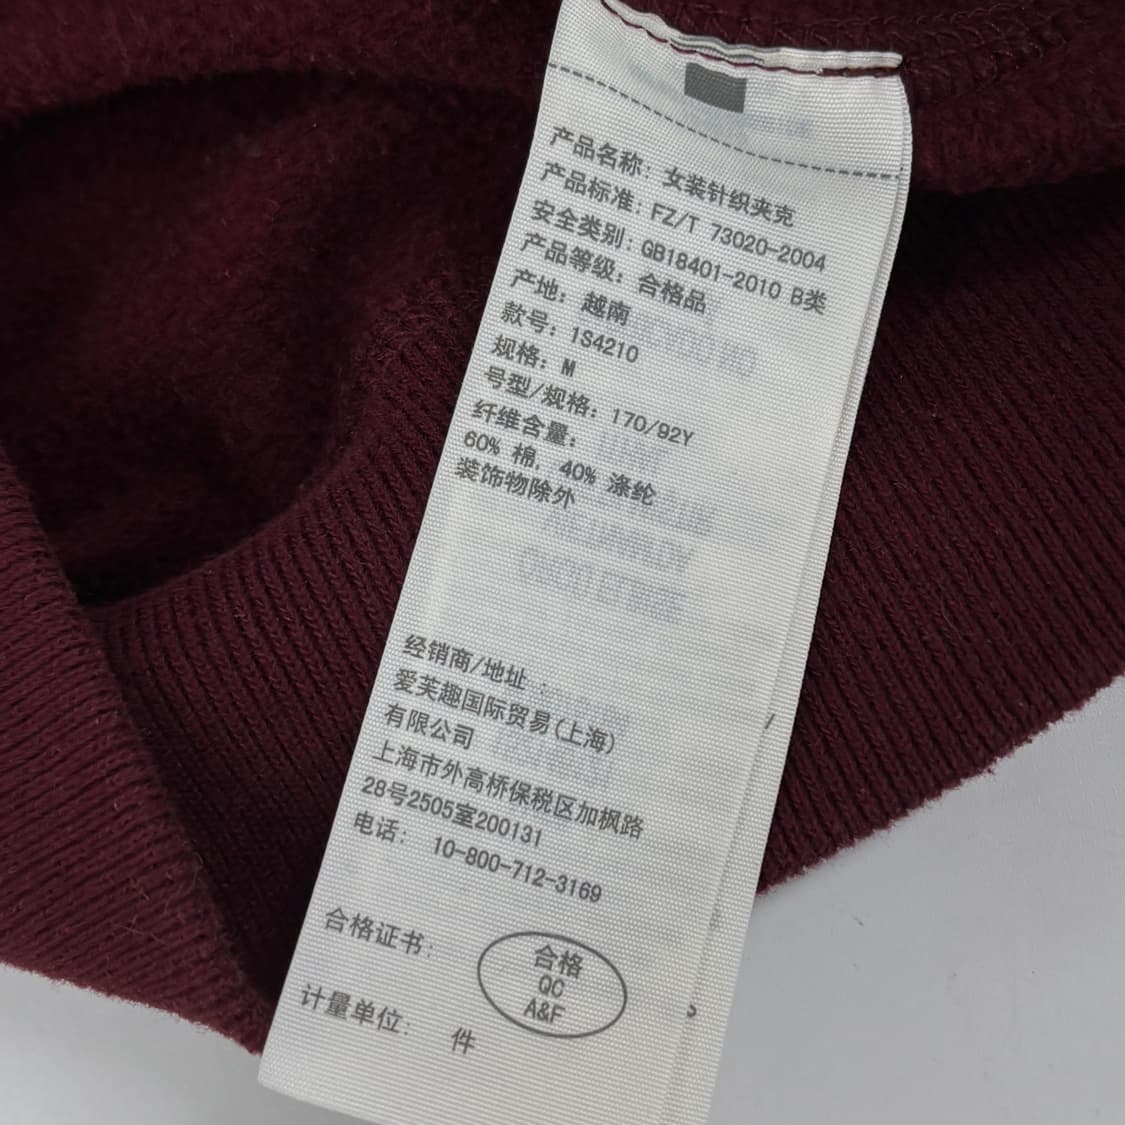 产品名称: 女装针织夹克
产品标准: FZ/T 73020-2004
安全类别: GB18401-2010 B类
产品等级: 合格品
产地: 越南
款号: 1S4210
规格: M
号型/规格: 170/92Y
纤维含量:
60% 棉, 40% 涤纶
装饰物除外
经销商/地址 :
爱芙趣国际贸易(上海)
有限公司
上海市外高桥保税区加枫路
28号2505室200131
电话: 10-800-712-3169
合格证书:
合格
QC
A&F
计量单位: 件